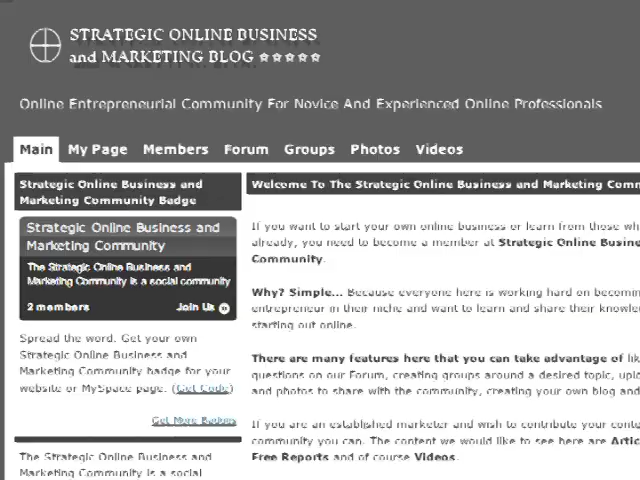 STRATEGIC ONLINE BUSINESS
and MARKETING BLOG ☆☆☆☆☆
Online Entrepreneurial Community For Novice And Experienced Online Professionals
Main My Page Members Forum Groups Photos Videos
Strategic Online Business and
Marketing Community Badge
Strategic Online Business and
Marketing Community
The Strategic Online Business and
Marketing Community is a social community
2 members Join Us
Spread the word. Get your own
Strategic Online Business and
Marketing Community badge for your
website or MySpace page. (Get Code)
Get More Badges
The Strategic Online Business and
Marketing Community is a social
Welcome To The Strategic Online Business and Marketing Comm
If you want to start your own online business or learn from those wh
already, you need to become a member at Strategic Online Busine
Community.
Why? Simple... Because everyone here is working hard on becomin
entrepreneur in their niche and want to learn and share their knowle
starting out online.
There are many features here that you can take advantage of lik
questions on our Forum, creating groups around a desired topic, uplo
and photos to share with the community, creating your own blog and
If you are an established marketer and wish to contribute your conte
community you can. The content we would like to see here are Artic
Free Reports and of course Videos.